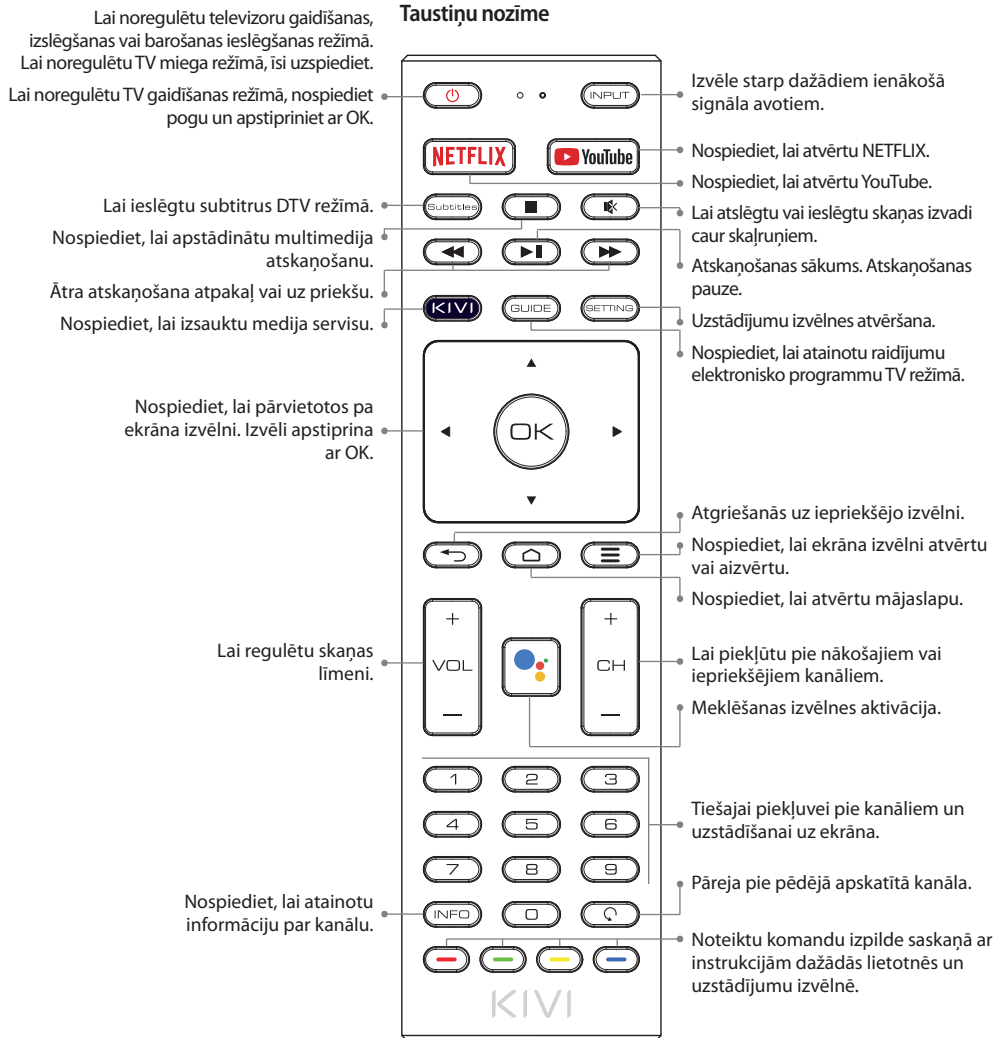 Taustiņu nozīme
Lai noregulētu televizoru gaidīšanas,
izslēgšanas vai barošanas ieslēgšanas režīmā.
Lai noregulētu TV miega režīmā, īsi uzspiediet.
Lai noregulētu TV gaidīšanas režīmā, nospiediet
pogu un apstipriniet ar OK.
Lai ieslēgtu subtitrus DTV režīmā.
Nospiediet, lai apstādinātu multimedija
atskaņošanu.
Ātra atskaņošana atpakaļ vai uz priekšu.
Nospiediet, lai izsauktu medija servisu.
Nospiediet, lai pārvietotos pa
ekrāna izvēlni. Izvēli apstiprina
ar OK.
Lai regulētu skaņas
līmeni.
Nospiediet, lai atainotu
informāciju par kanālu.
INPUT
NETFLIX
YouTube
Subtitles
KIVI
GUIDE
SETTING
OK
+
VOL
—
+
CH
—
1
2
3
4
5
6
7
8
9
INFO
0
KIVI
Izvēle starp dažādiem ienākošā
signāla avotiem.
Nospiediet, lai atvērtu NETFLIX.
Nospiediet, lai atvērtu YouTube.
Lai atslēgtu vai ieslēgtu skaņas izvadi
caur skaļruņiem.
Atskaņošanas sākums. Atskaņošanas
pauze.
Uzstādījumu izvēlnes atvēršana.
Nospiediet, lai atainotu raidījumu
elektronisko programmu TV režīmā.
Atgriešanās uz iepriekšējo izvēlni.
Nospiediet, lai ekrāna izvēlni atvērtu
vai aizvērtu.
Nospiediet, lai atvērtu mājaslapu.
Lai piekļūtu pie nākošajiem vai
iepriekšējiem kanāliem.
Meklēšanas izvēlnes aktivācija.
Tiešajai piekļuvei pie kanāliem un
uzstādīšanai uz ekrāna.
Pāreja pie pēdējā apskatītā kanāla.
Noteiktu komandu izpilde saskaņā ar
instrukcijām dažādās lietotnēs un
uzstādījumu izvēlnē.